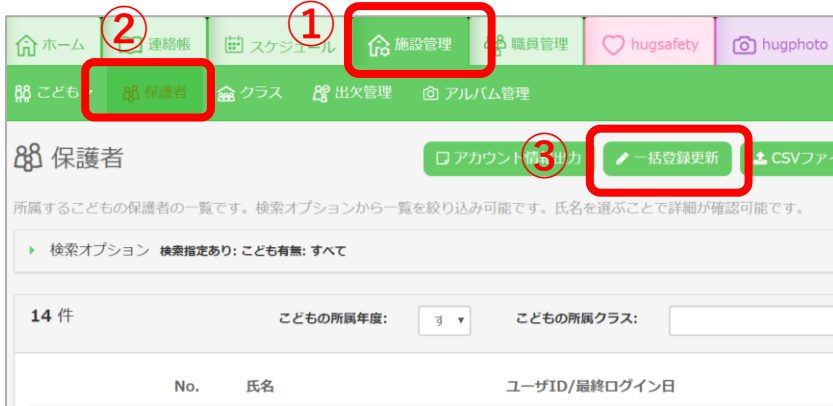 ② ①
ホーム 連絡帳 スケジュール 施設管理 職員管理 hugsafety hugphoto
こども 保護者 クラス 出欠管理 アルバム管理
保護者 ③ アカウント情報出力 一括登録更新 CSVファイ
所属するこどもの保護者の一覧です。検索オプションから一覧を絞り込み可能です。氏名を選ぶことで詳細が確認可能です。
検索オプション 検索指定あり: こども有無: すべて
14 件 こどもの所属年度: す こどもの所属クラス:
No. 氏名 ユーザID/最終ログイン日